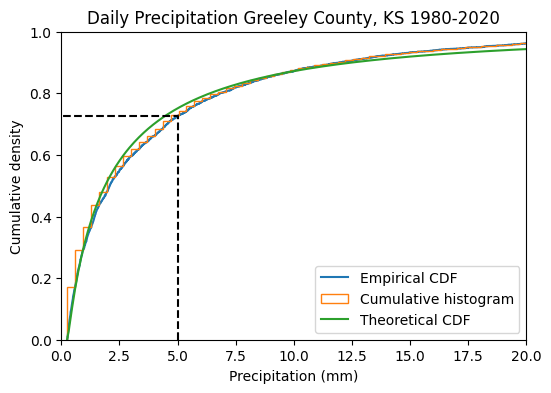 Daily Precipitation Greeley County, KS 1980-2020
Cumulative density
1.0
0.8
0.6
0.4
0.2
0.0
Empirical CDF
Cumulative histogram
Theoretical CDF
0.0 2.5 5.0 7.5 10.0 12.5 15.0 17.5 20.0
Precipitation (mm)